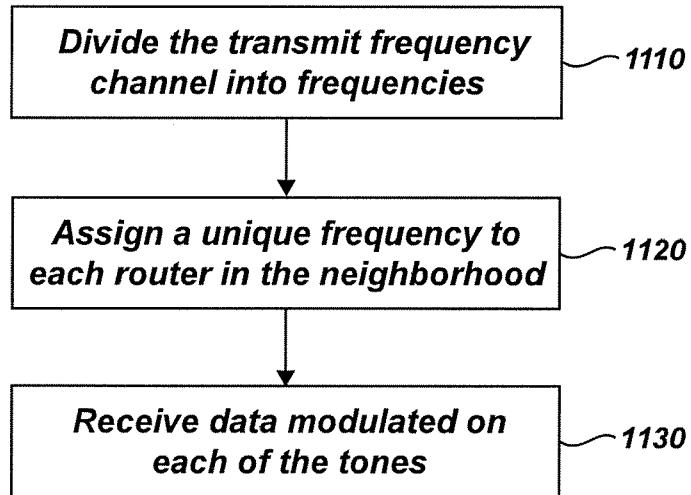 Divide the transmit frequency
channel into frequencies
1110
Assign a unique frequency to
each router in the neighborhood
1120
Receive data modulated on
each of the tones
1130